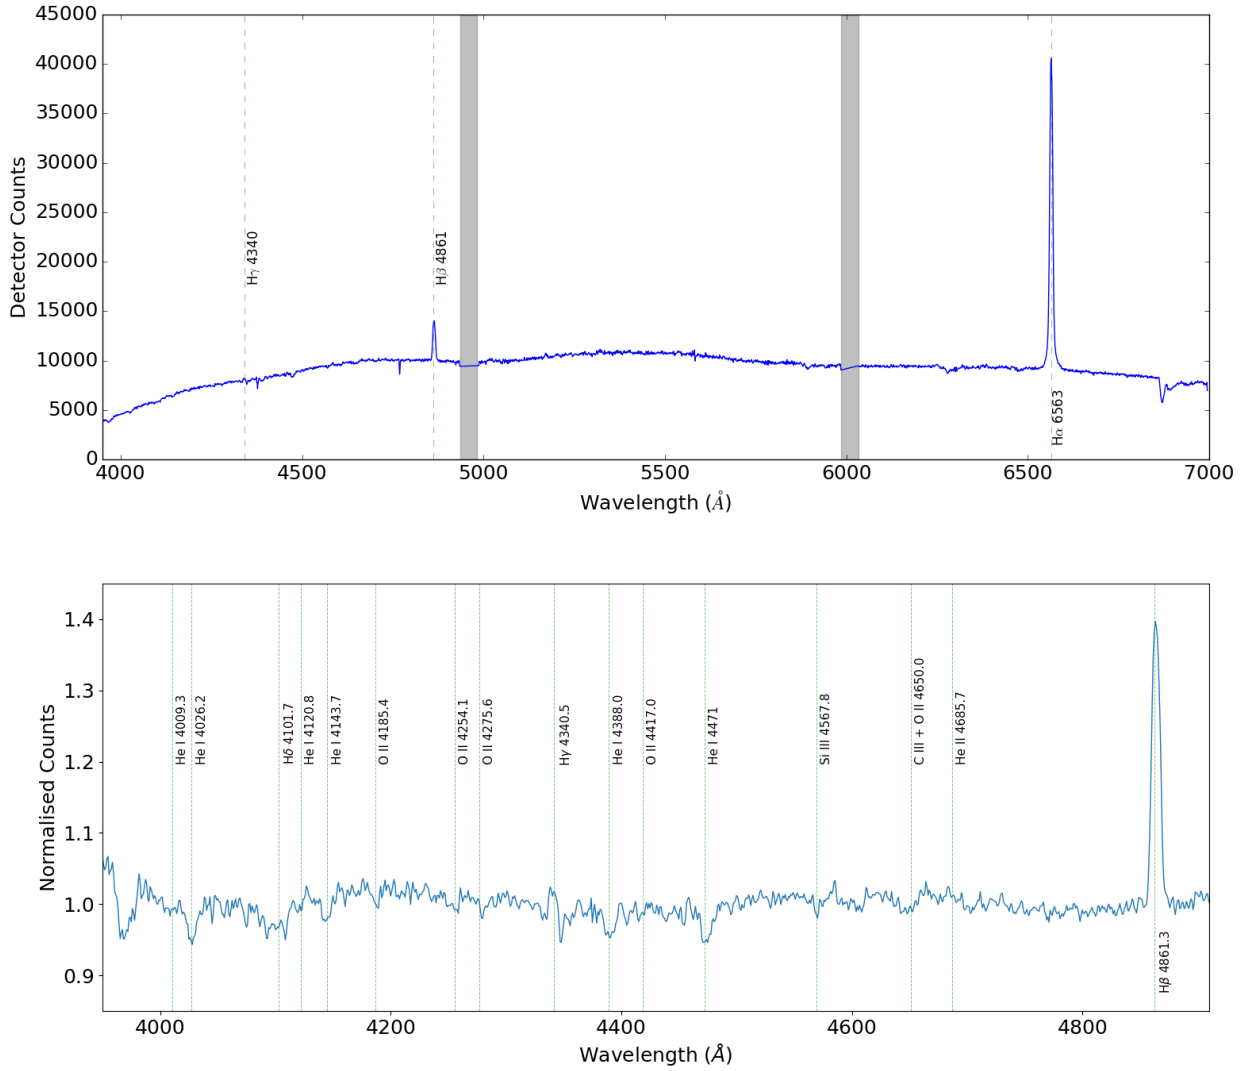 45000
40000
35000
30000
25000
20000
15000
10000
5000
0
Detector Counts
Hγ 4340
Hβ 4861
Hα 6563
4000 4500 5000 5500 6000 6500 7000
Wavelength (Å)
1.4
1.3
1.2
1.1
1.0
0.9
Normalised Counts
He I 4009.3
He I 4026.2
Hδ 4101.7
He I 4120.8
He I 4143.7
O II 4185.4
O II 4254.1
O II 4275.6
Hγ 4340.5
He I 4388.0
O II 4417.0
He I 4471
Si III 4567.8
C III + O II 4650.0
He II 4685.7
Hβ 4861.3
4000 4200 4400 4600 4800
Wavelength (Å)